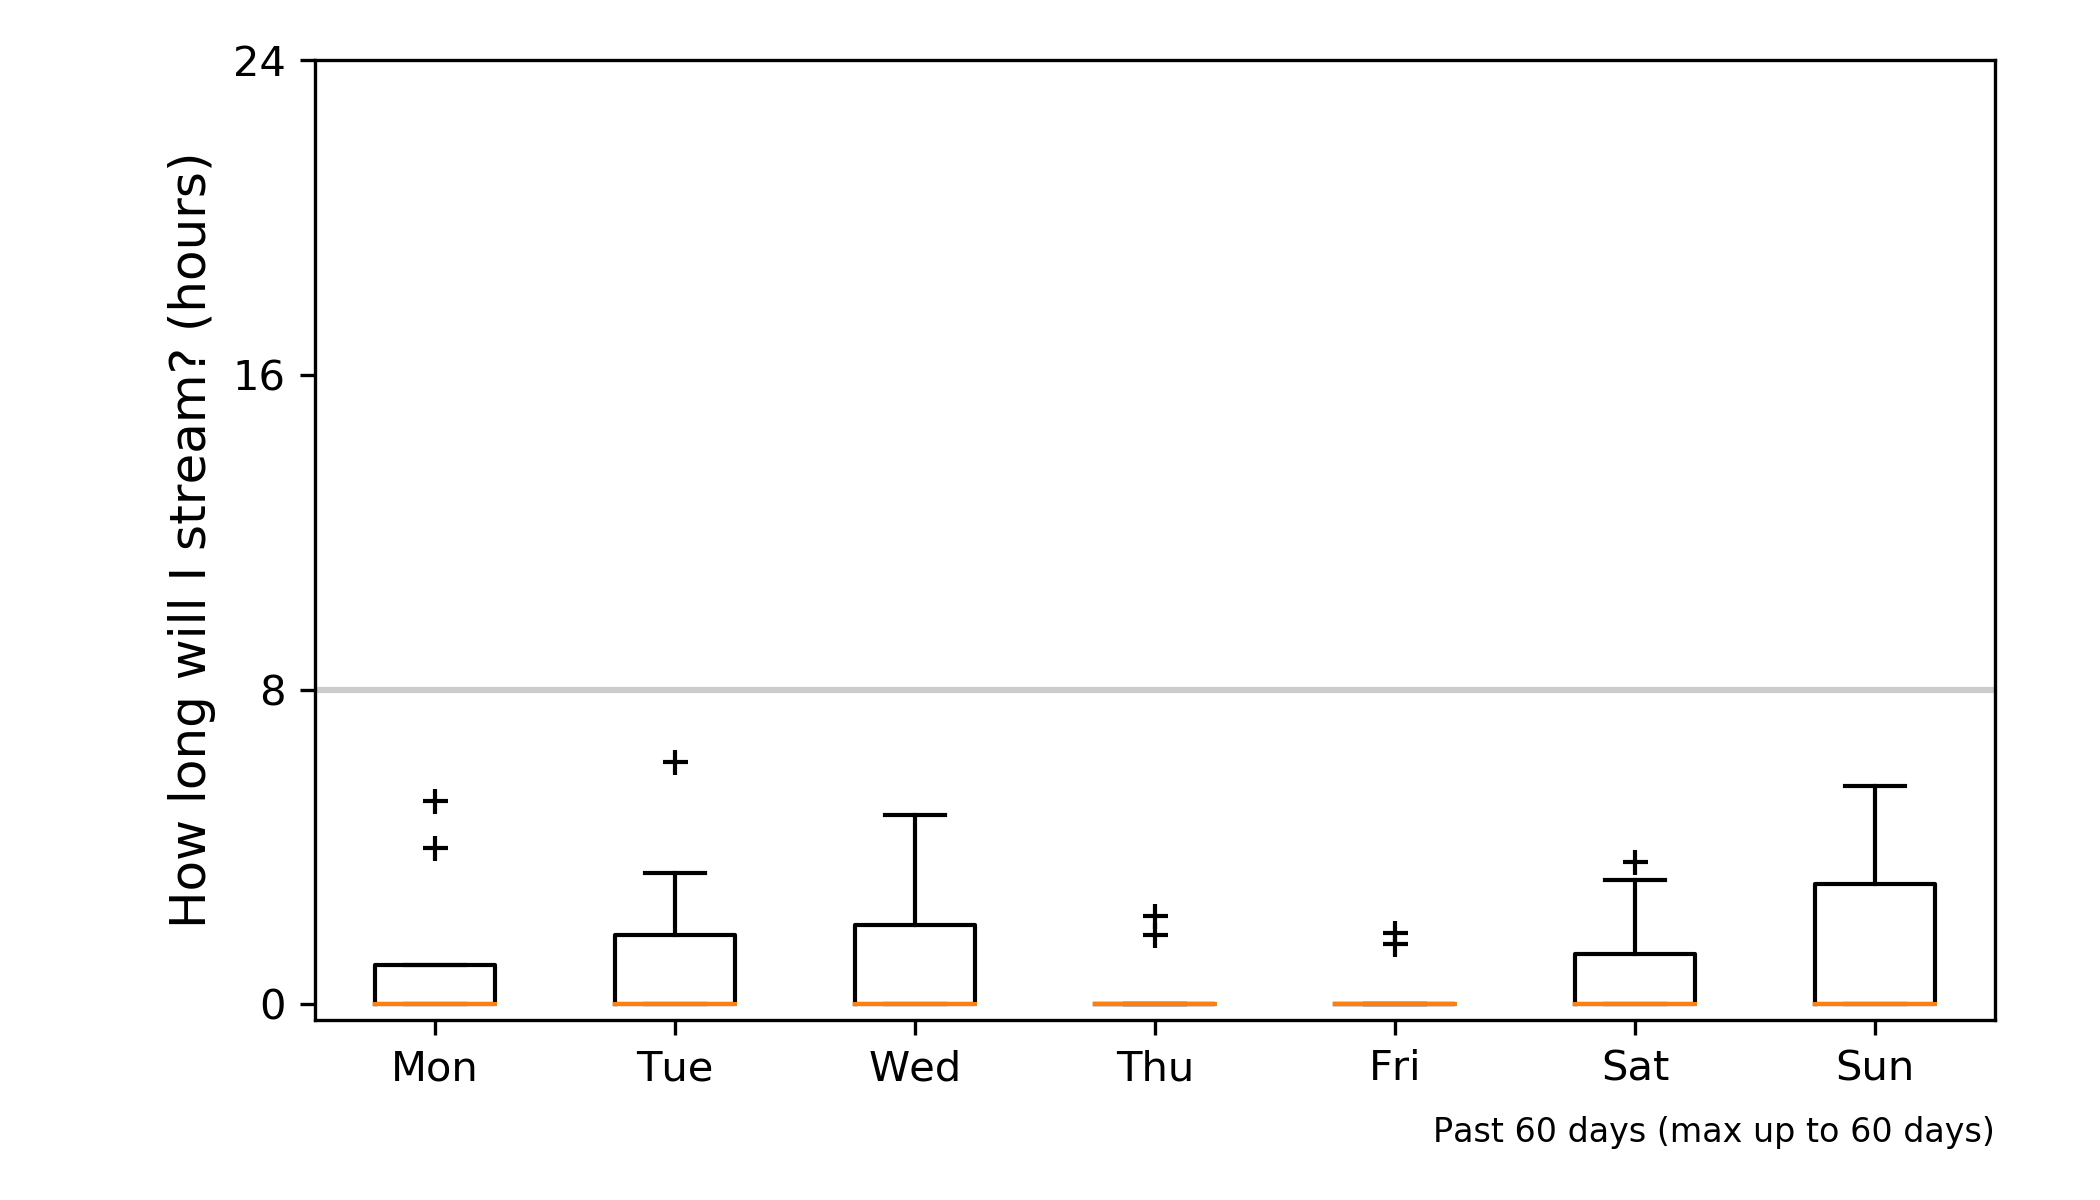 How long will I stream? (hours)
24
16
8
0
Mon Tue Wed Thu Fri Sat Sun
Past 60 days (max up to 60 days)